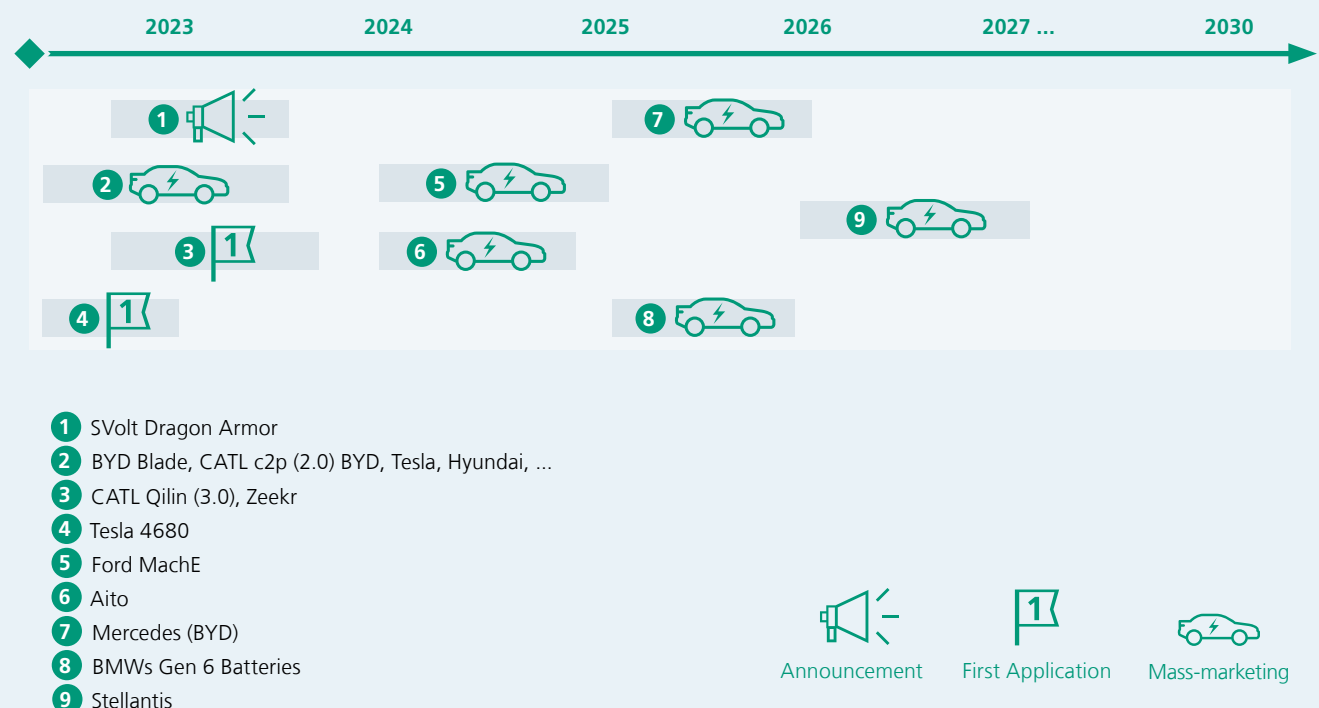 2023 2024 2025 2026 2027 ... 2030
1 7
2 5
9
3 1 6
4 1 8
1 SVolt Dragon Armor
2 BYD Blade, CATL c2p (2.0) BYD, Tesla, Hyundai, ...
3 CATL Qilin (3.0), Zeekr
4 Tesla 4680
5 Ford MachE
6 Aito
7 Mercedes (BYD)
8 BMWs Gen 6 Batteries
9 Stellantis
1
Announcement First Application Mass-marketing